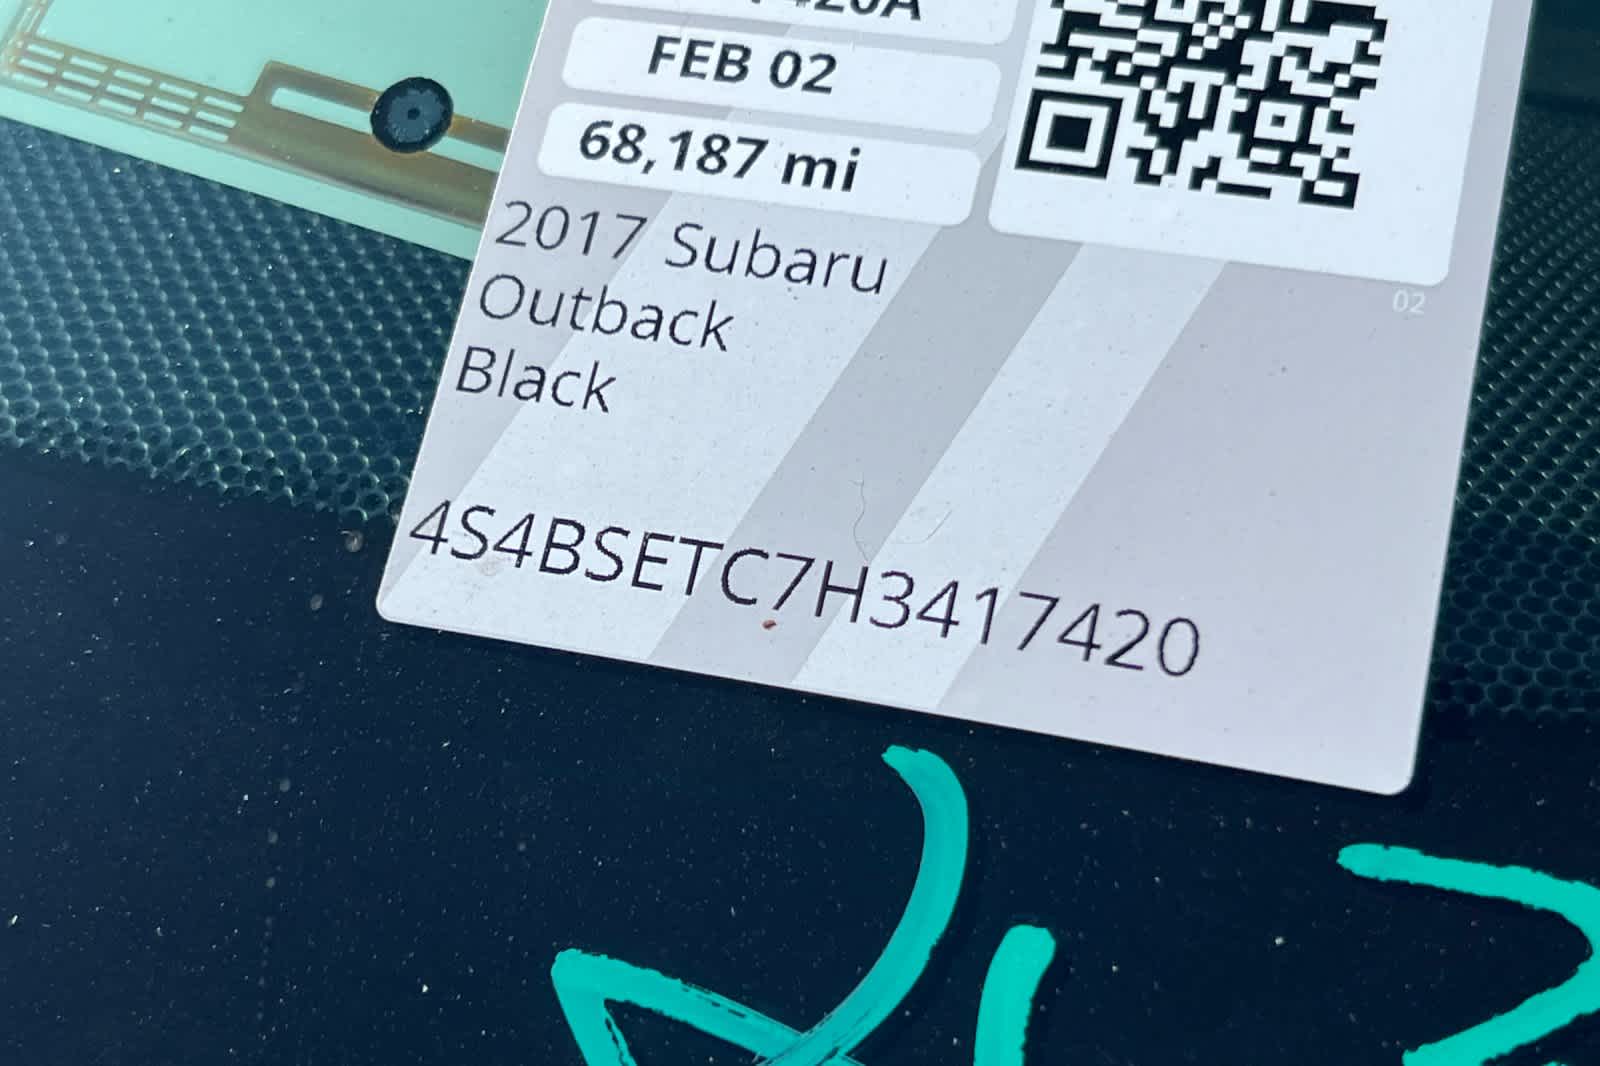 FEB 02
68,187 mi
2017 Subaru
Outback
Black
02
4S4BSETC7H3417420